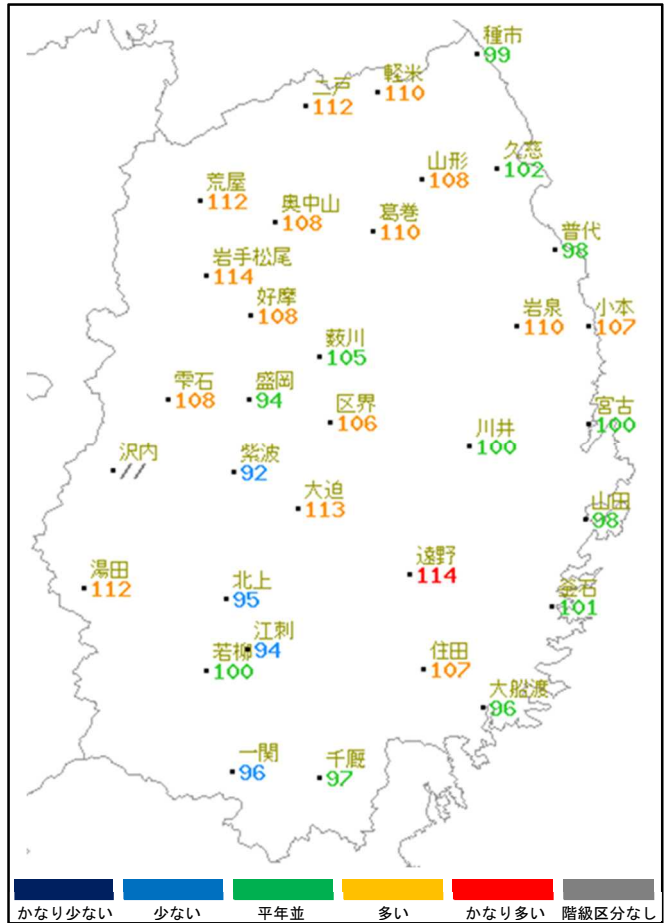 種市
99
軽米
110
二戸
112
久慈
102
山形
108
荒屋
112
奥中山
108
葛巻
110
普代
98
岩手松尾
114
好摩
108
岩泉
110
小本
107
薮川
105
雫石
108
盛岡
94
区界
106
宮古
100
川井
100
沢内
//
紫波
92
大迫
113
山田
98
遠野
114
湯田
112
北上
95
釜石
101
江刺
94
若柳
100
住田
107
大船渡
96
一関
96
千厩
97
かなり少ない 少ない 平年並 多い かなり多い 階級区分なし